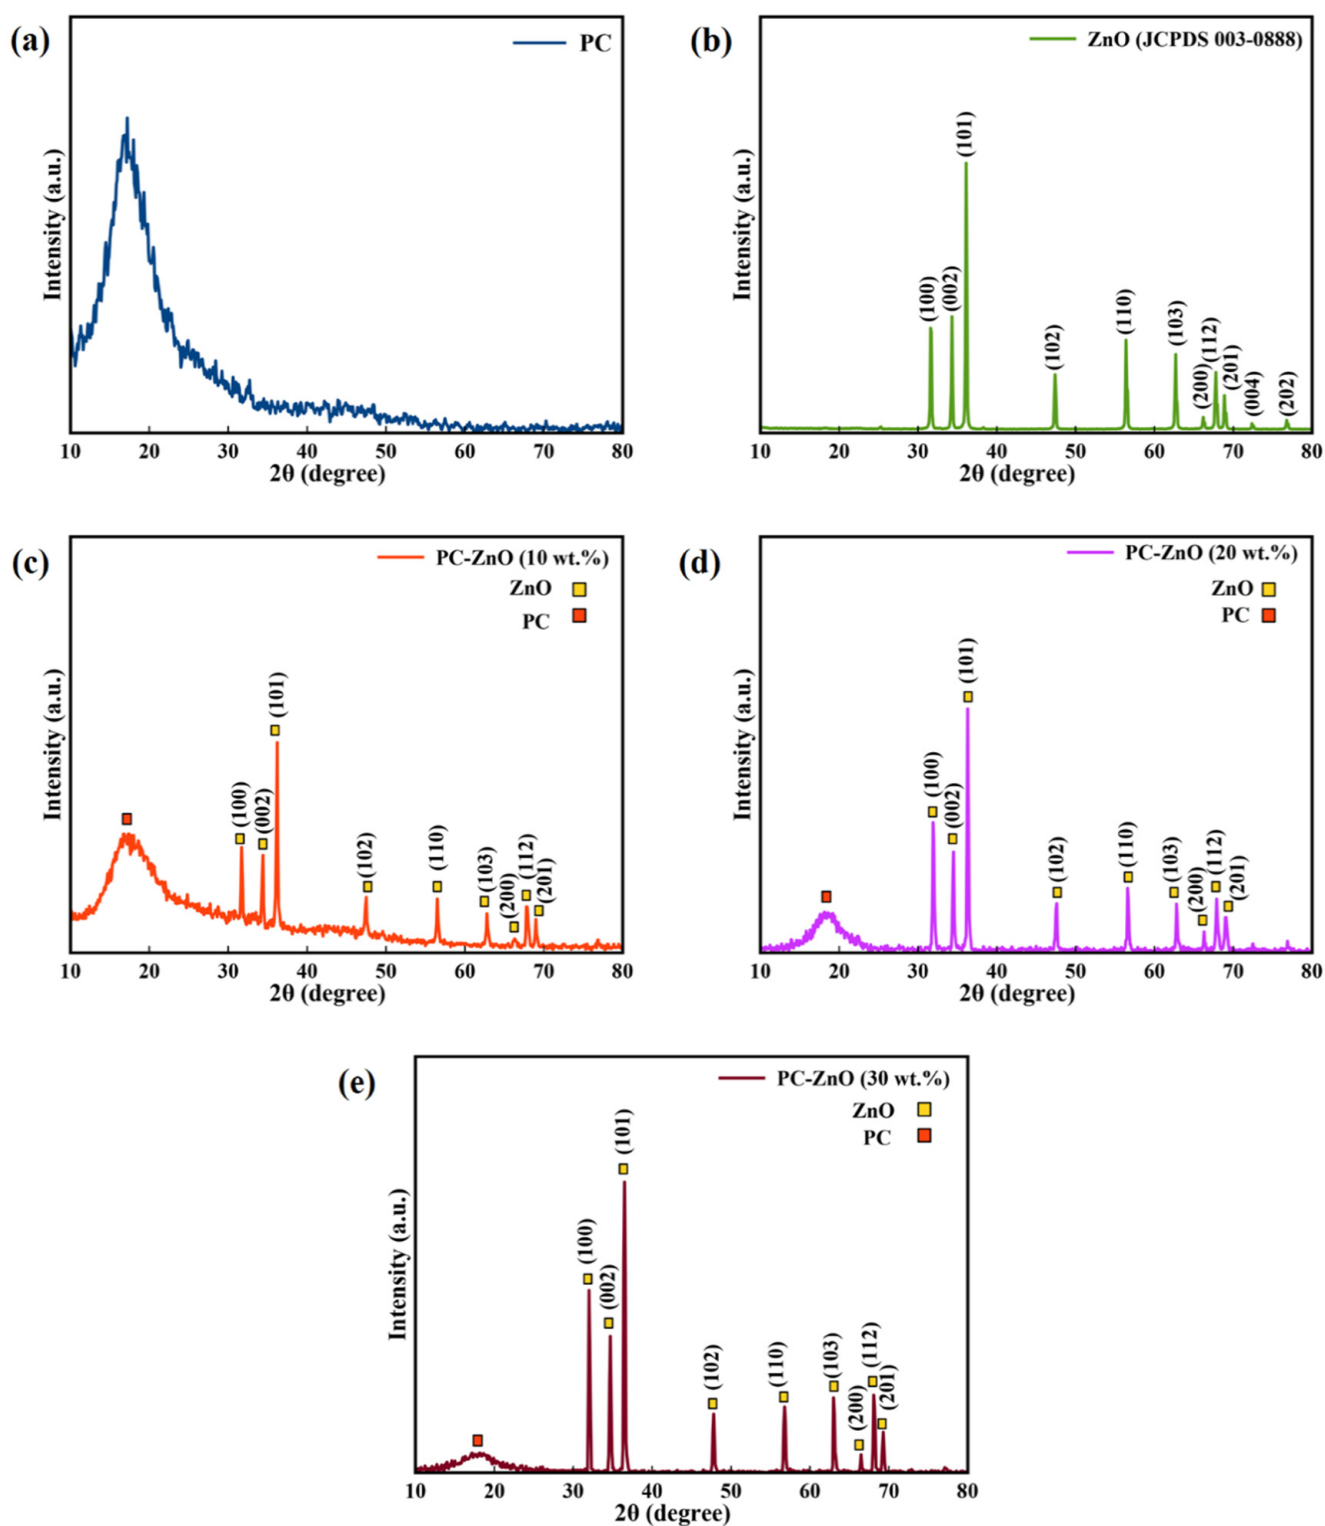 (a)
PC
Intensity (a.u.)
10 20 30 40 50 60 70 80
2θ (degree)
(b)
ZnO (JCPDS 003-0888)
Intensity (a.u.)
(100)
(002)
(101)
(102)
(110)
(103)
(200)
(112)
(201)
(004)
(202)
10 20 30 40 50 60 70 80
2θ (degree)
(c)
PC-ZnO (10 wt.%)
ZnO
PC
Intensity (a.u.)
(100)
(002)
(101)
(102)
(110)
(103)
(200)
(112)
(201)
10 20 30 40 50 60 70 80
2θ (degree)
(d)
PC-ZnO (20 wt.%)
ZnO
PC
Intensity (a.u.)
(100)
(002)
(101)
(102)
(110)
(103)
(200)
(112)
(201)
10 20 30 40 50 60 70 80
2θ (degree)
(e)
PC-ZnO (30 wt.%)
ZnO
PC
Intensity (a.u.)
(100)
(002)
(101)
(102)
(110)
(103)
(200)
(112)
(201)
10 20 30 40 50 60 70 80
2θ (degree)